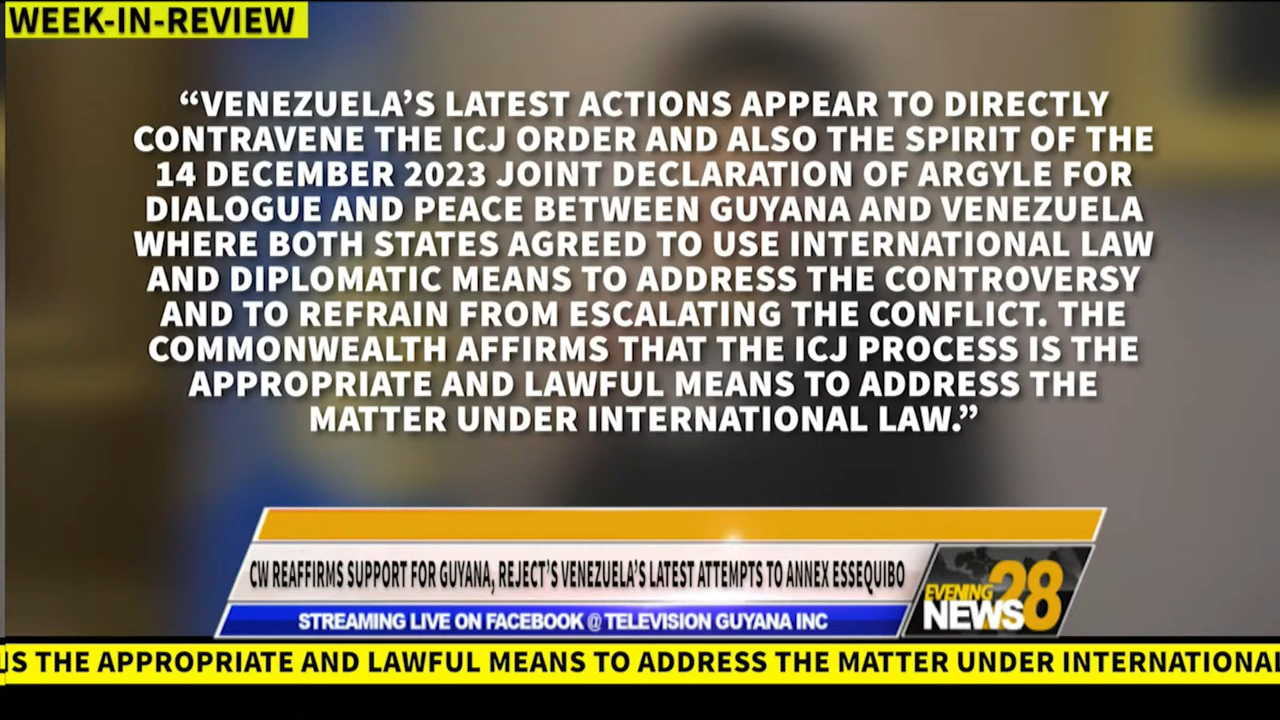 WEEK-IN-REVIEW
“VENEZUELA’S LATEST ACTIONS APPEAR TO DIRECTLY
CONTRAVENE THE ICJ ORDER AND ALSO THE SPIRIT OF THE
14 DECEMBER 2023 JOINT DECLARATION OF ARGYLE FOR
DIALOGUE AND PEACE BETWEEN GUYANA AND VENEZUELA
WHERE BOTH STATES AGREED TO USE INTERNATIONAL LAW
AND DIPLOMATIC MEANS TO ADDRESS THE CONTROVERSY
AND TO REFRAIN FROM ESCALATING THE CONFLICT. THE
COMMONWEALTH AFFIRMS THAT THE ICJ PROCESS IS THE
APPROPRIATE AND LAWFUL MEANS TO ADDRESS THE
MATTER UNDER INTERNATIONAL LAW.”
CW REAFFIRMS SUPPORT FOR GUYANA, REJECT’S VENEZUELA’S LATEST ATTEMPTS TO ANNEX ESSEQUIBO
STREAMING LIVE ON FACEBOOK @ TELEVISION GUYANA INC
EVENING
NEWS 28
IS THE APPROPRIATE AND LAWFUL MEANS TO ADDRESS THE MATTER UNDER INTERNATIONAL